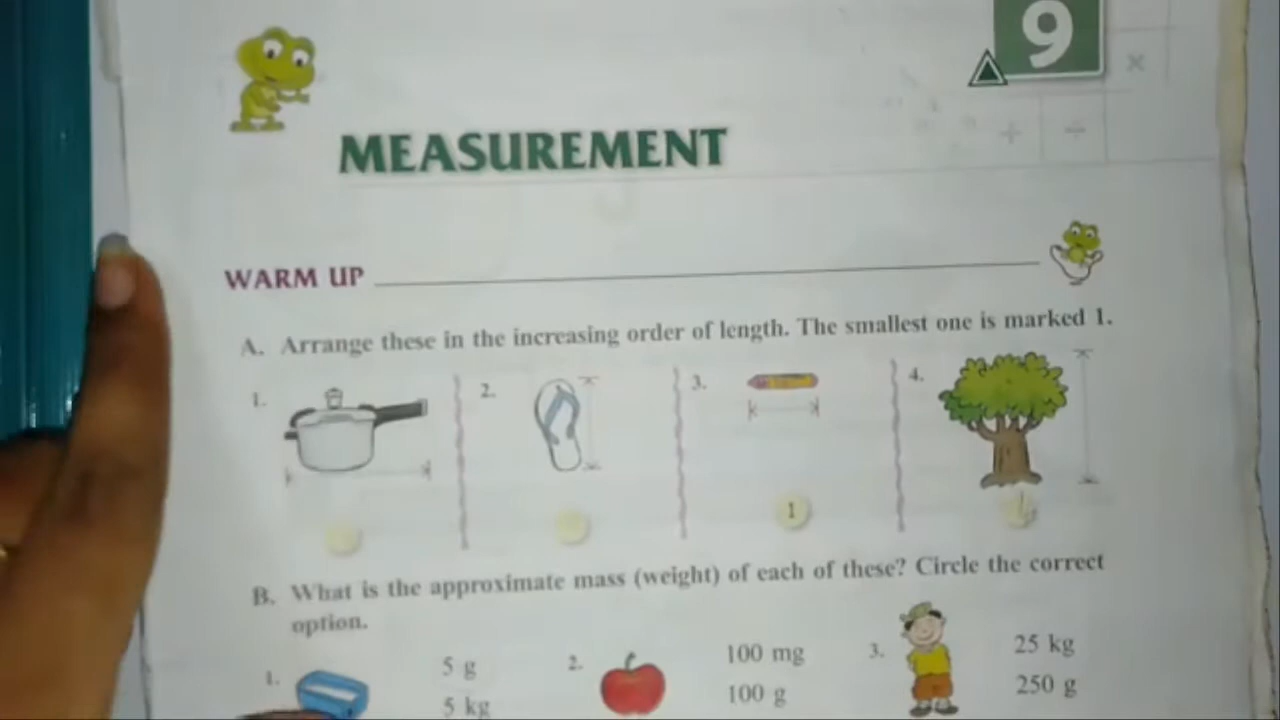 9
×
+ ÷
MEASUREMENT
WARM UP
A. Arrange these in the increasing order of length. The smallest one is marked 1.
1. 2. 3. 4.
1
B. What is the approximate mass (weight) of each of these? Circle the correct
option.
1. 5 g 2. 100 mg 3. 25 kg
5 kg 100 g 250 g